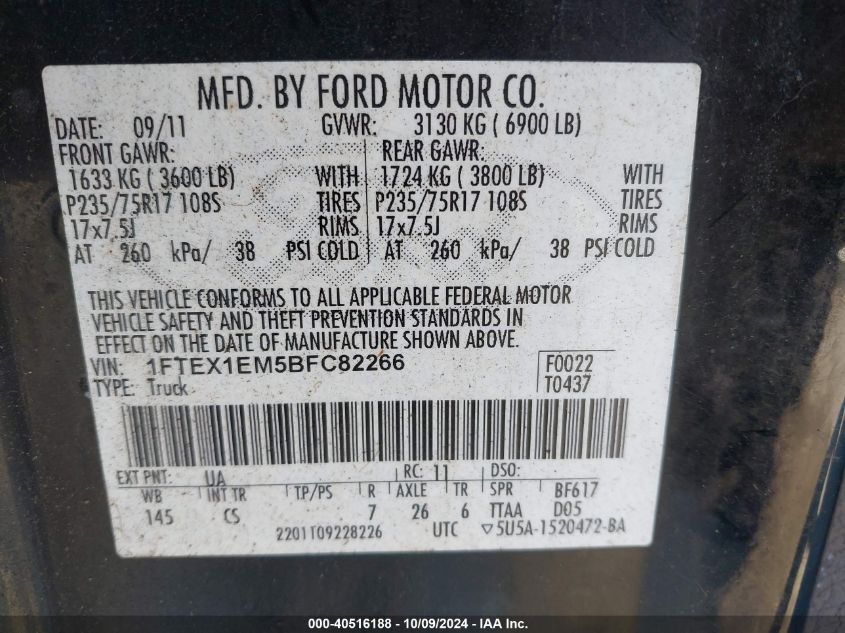 MFD. BY FORD MOTOR CO.
DATE: 09/11 GVWR: 3130 KG ( 6900 LB)
FRONT GAWR: REAR GAWR:
1633 KG ( 3600 LB) WITH 1724 KG ( 3800 LB) WITH
P235/75R17 108S TIRES P235/75R17 108S TIRES
17x7.5J RIMS 17x7.5J RIMS
AT 260 kPa/ 38 PSI COLD AT 260 kPa/ 38 PSI COLD
THIS VEHICLE CONFORMS TO ALL APPLICABLE FEDERAL MOTOR
VEHICLE SAFETY AND THEFT PREVENTION STANDARDS IN
EFFECT ON THE DATE OF MANUFACTURE SHOWN ABOVE.
VIN: 1FTEX1EM5BFC82266 F0022
TYPE: Truck T0437
EXT PNT: UA RC: 11 DSO:
WB INT TR TP/PS R AXLE TR SPR BF617
145 CS 7 26 6 TTAA D05
2201T09228226 UTC ▽5U5A-1520472-BA
000-40516188 - 10/09/2024 - Copyright IAA, Inc.